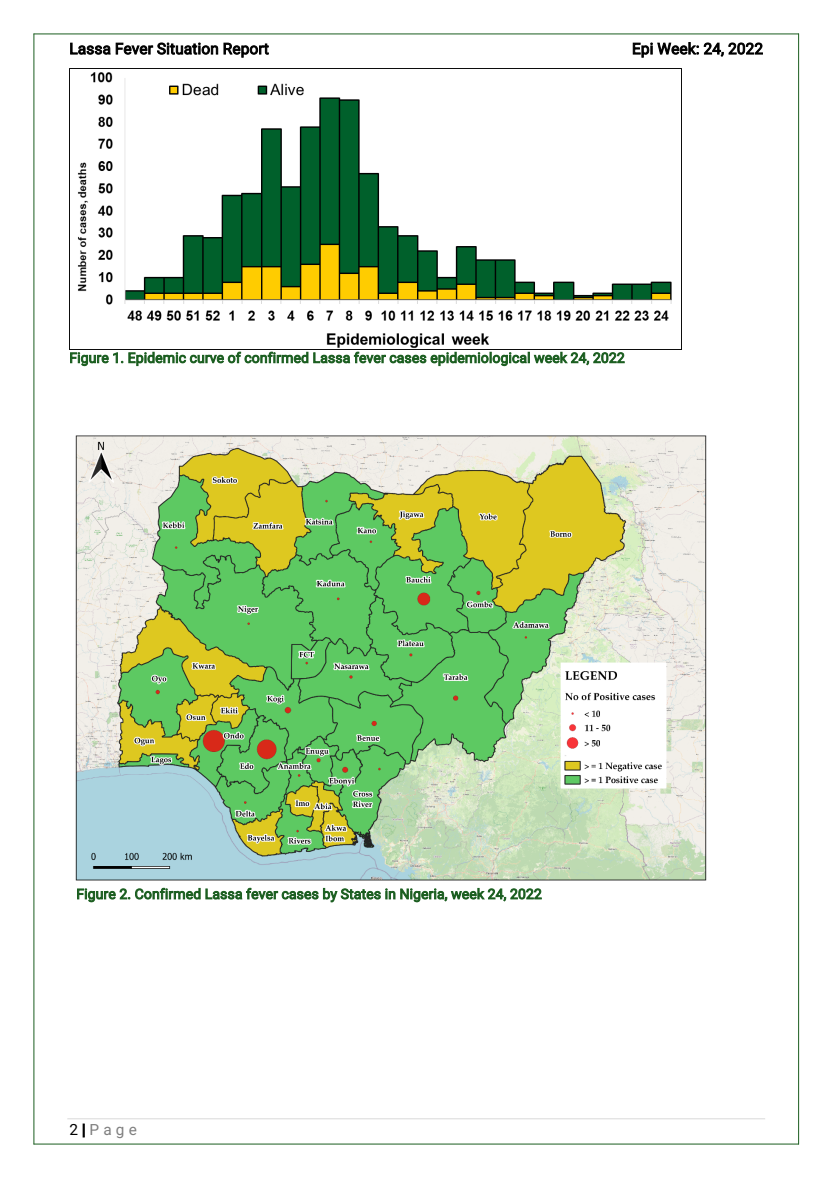 Lassa Fever Situation Report Epi Week: 24, 2022
100
90
80
70
60
50
40
30
20
10
0
Dead Alive
Number of cases, deaths
48 49 50 51 52 1 2 3 4 6 7 8 9 10 11 12 13 14 15 16 17 18 19 20 21 22 23 24
Epidemiological week
Figure 1. Epidemic curve of confirmed Lassa fever cases epidemiological week 24, 2022
N
Sokoto
Kebbi
Zamfara
Katsina
Kano
Jigawa
Yobe
Borno
Kaduna
Bauchi
Gombe
Niger
Adamawa
Plateau
FCT
Nasarawa
Kwara
Oyo
Taraba
Kogi
Osun
Ekiti
Ogun
Ondo
Benue
Lagos
Edo
Enugu
Anambra
Ebonyi
Cross
River
Imo
Abia
Delta
Akwa
Ibom
Bayelsa
Rivers
LEGEND
No of Positive cases
< 10
11 - 50
> 50
> = 1 Negative case
> = 1 Positive case
0 100 200 km
Figure 2. Confirmed Lassa fever cases by States in Nigeria, week 24, 2022
2 | Page